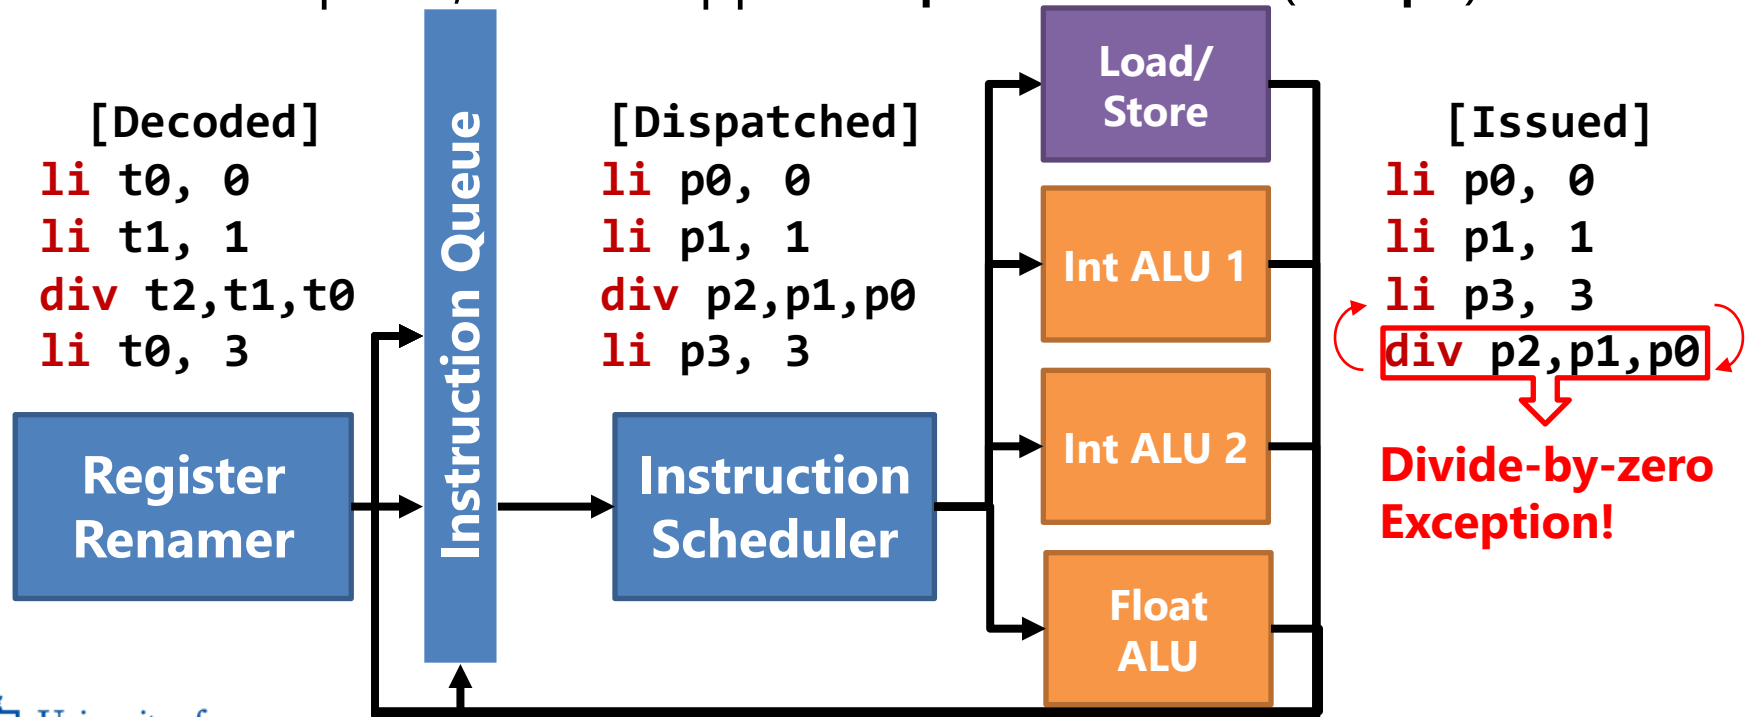 [Decoded]
li t0, 0
li t1, 1
div t2,t1,t0
li t0, 3
Register
Renamer
Instruction Queue
[Dispatched]
li p0, 0
li p1, 1
div p2,p1,p0
li p3, 3
Instruction
Scheduler
Load/
Store
Int ALU 1
Int ALU 2
Float
ALU
[Issued]
li p0, 0
li p1, 1
li p3, 3
div p2,p1,p0
Divide-by-zero
Exception!